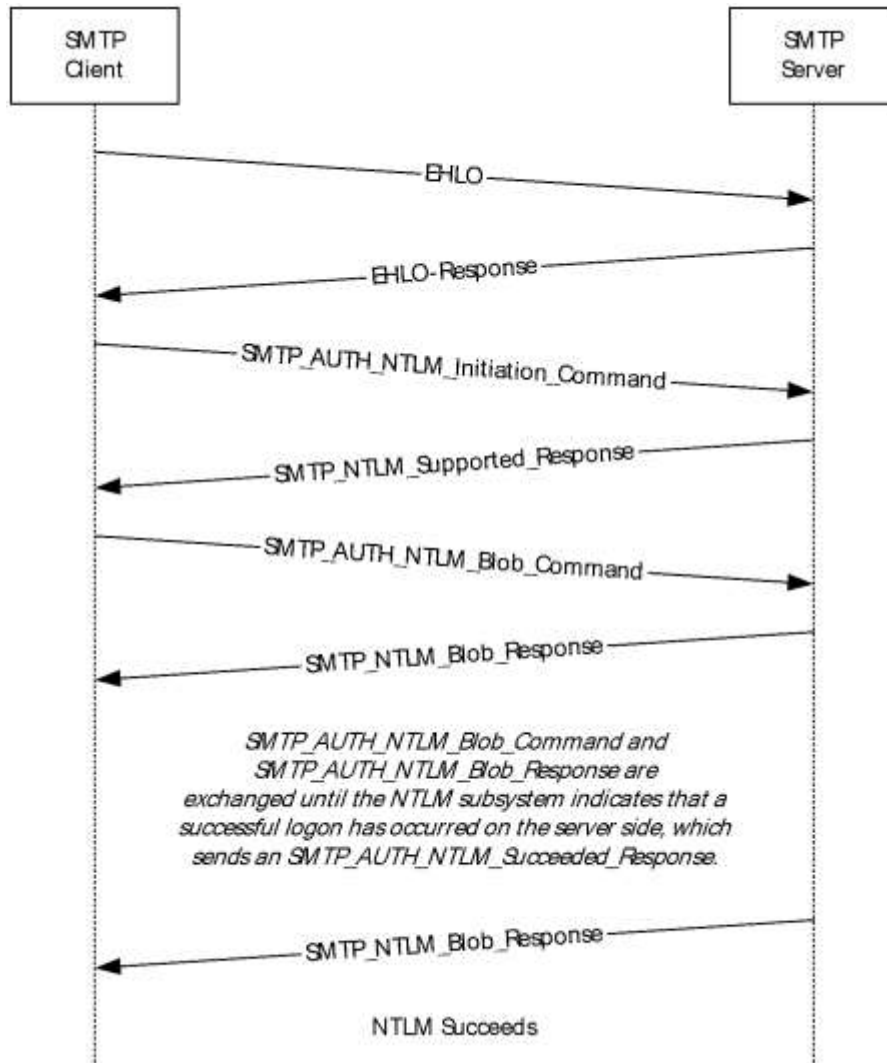 SMTP
Client
SMTP
Server
EHLO
EHLO-Response
SMTP_AUTH_NTLM_Initiation_Command
SMTP_NTLM_Supported_Response
SMTP_AUTH_NTLM_Blob_Command
SMTP_NTLM_Blob_Response
SMTP_AUTH_NTLM_Blob_Command and
SMTP_AUTH_NTLM_Blob_Response are
exchanged until the NTLM subsystem indicates that a
successful logon has occurred on the server side, which
sends an SMTP_AUTH_NTLM_Succeeded_Response.
SMTP_NTLM_Blob_Response
NTLM Succeeds